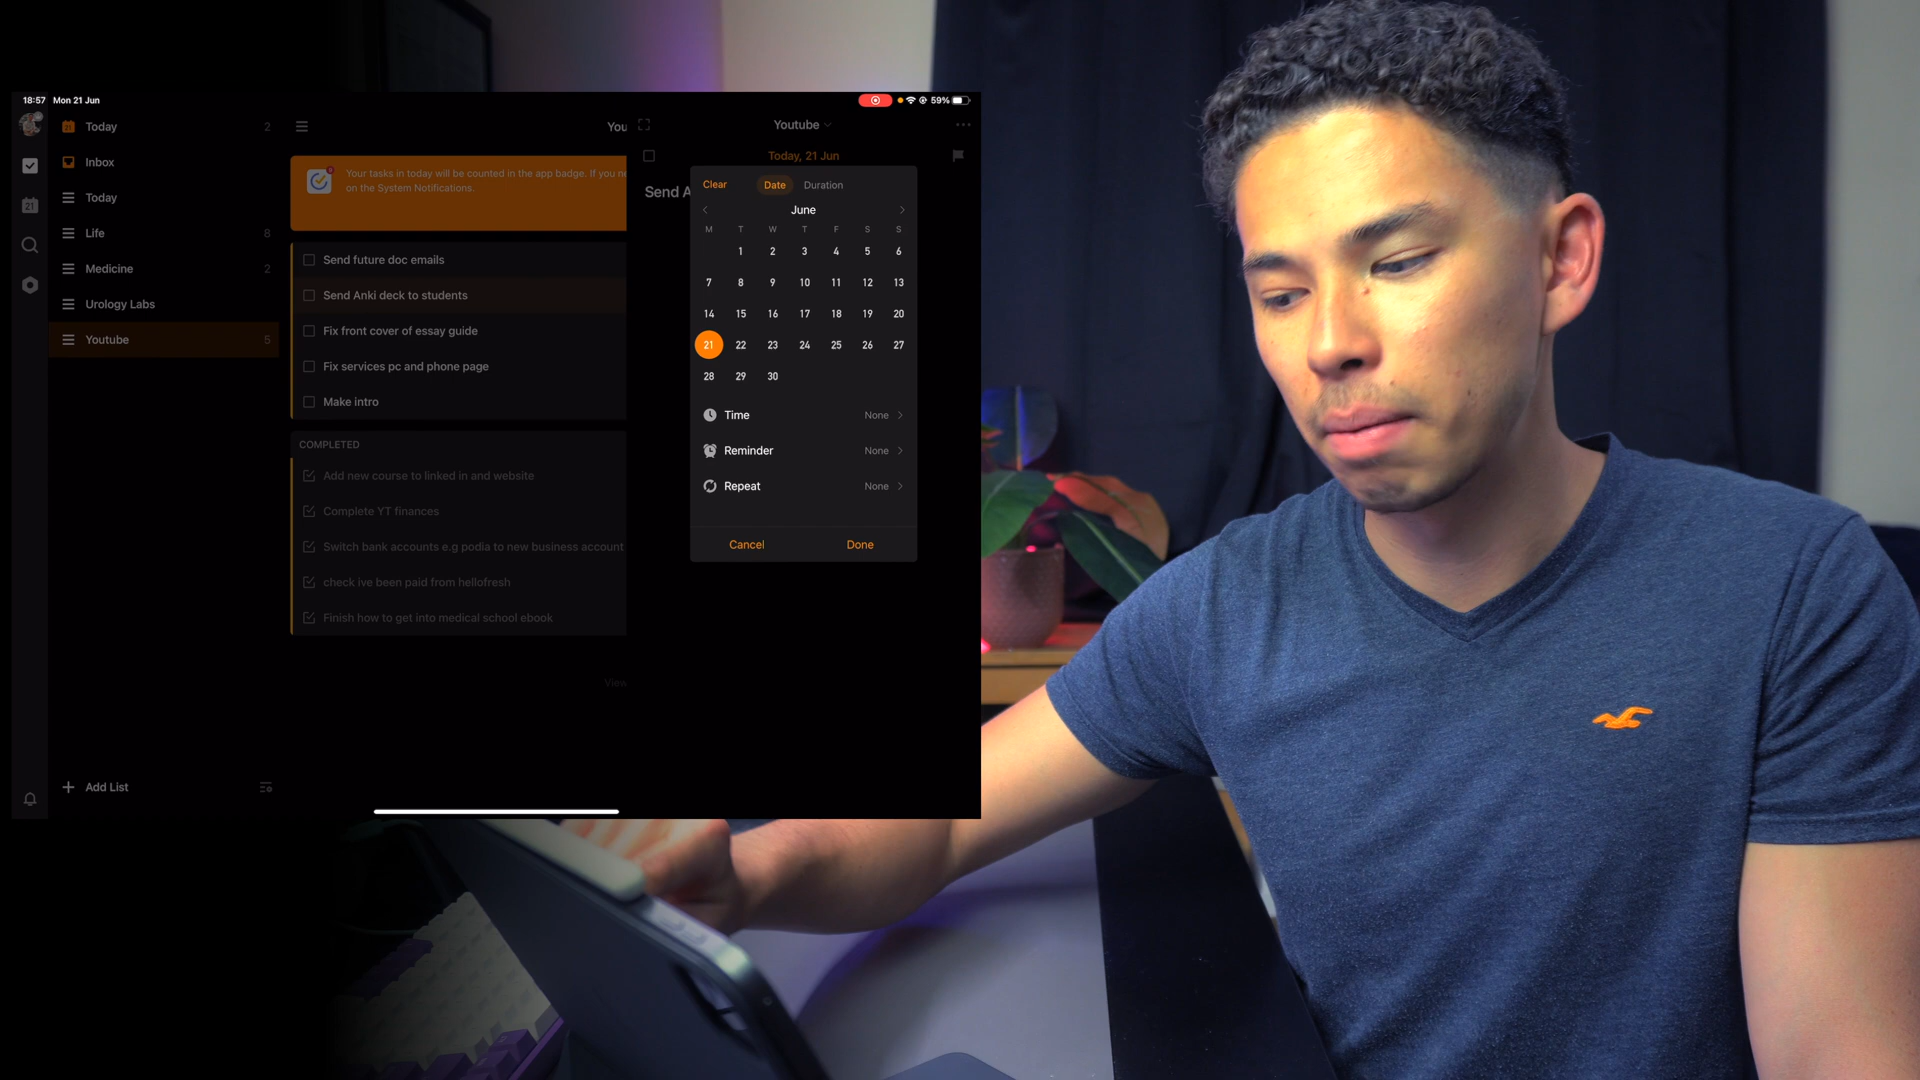 18:57 Mon 21 Jun
59%
Today 2
Inbox
Today
Life 8
Medicine 2
Urology Labs
Youtube 5
Add List
You
Your tasks in today will be counted in the app badge. If you ne
on the System Notifications.
Send future doc emails
Send Anki deck to students
Fix front cover of essay guide
Fix services pc and phone page
Make intro
COMPLETED
Add new course to linked in and website
Complete YT finances
Switch bank accounts e.g podia to new business account
check ive been paid from hellofresh
Finish how to get into medical school ebook
View
Youtube
Today, 21 Jun
Send A
Clear Date Duration
June
M T W T F S S
1 2 3 4 5 6
7 8 9 10 11 12 13
14 15 16 17 18 19 20
21 22 23 24 25 26 27
28 29 30
Time None
Reminder None
Repeat None
Cancel Done